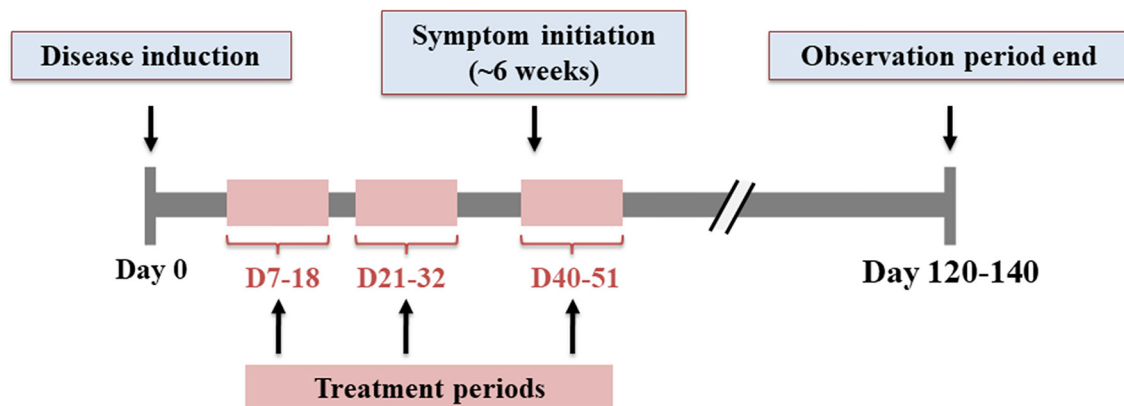 Disease induction
Symptom initiation
(~6 weeks)
Observation period end
Day 0
D7-18
D21-32
D40-51
Day 120-140
Treatment periods